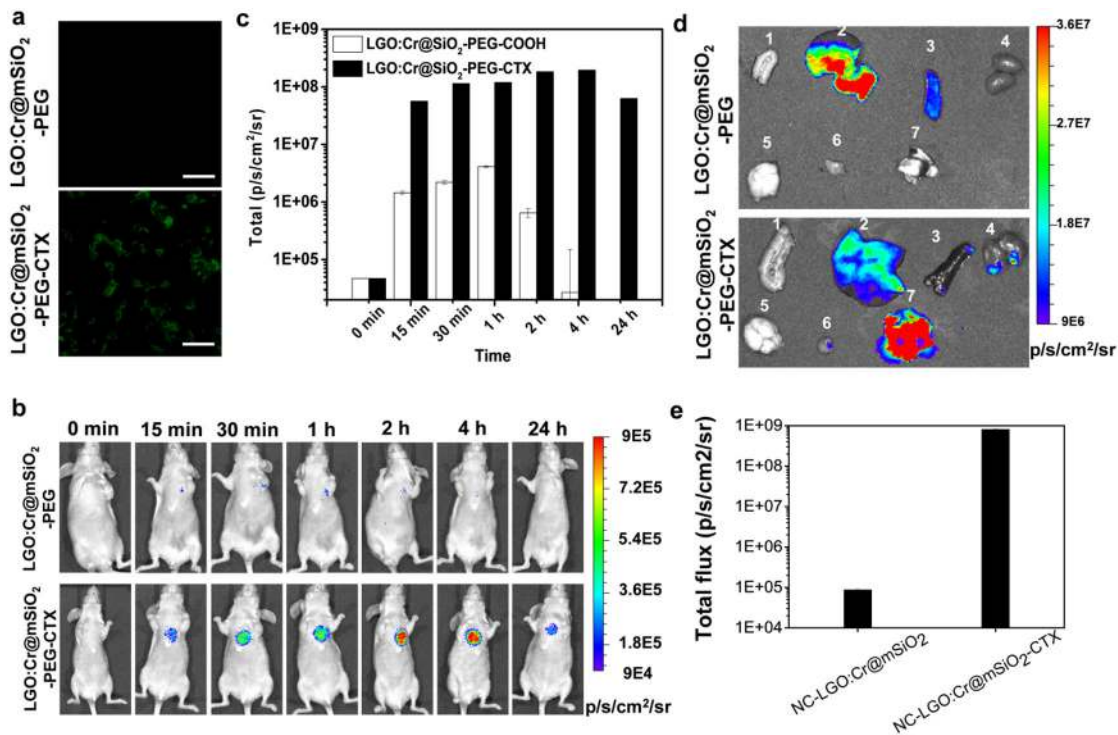 a
LGO:Cr@mSiO₂
-PEG
LGO:Cr@mSiO₂
-PEG-CTX
c
1E+09
1E+08
1E+07
1E+06
1E+05
Total (p/s/cm²/sr)
LGO:Cr@SiO₂-PEG-COOH
LGO:Cr@SiO₂-PEG-CTX
0 min
15 min
30 min
1 h
2 h
4 h
24 h
Time
d
LGO:Cr@mSiO₂
-PEG
1
2
3
4
5
6
7
LGO:Cr@mSiO₂
-PEG-CTX
1
2
3
4
5
6
7
3.6E7
2.7E7
1.8E7
9E6
p/s/cm²/sr
b
0 min 15 min 30 min 1 h 2 h 4 h 24 h
LGO:Cr@mSiO₂
-PEG
LGO:Cr@mSiO₂
-PEG-CTX
9E5
7.2E5
5.4E5
3.6E5
1.8E5
9E4
p/s/cm²/sr
e
Total flux (p/s/cm2/sr)
1E+09
1E+08
1E+07
1E+06
1E+05
1E+04
NC-LGO:Cr@mSiO₂
NC-LGO:Cr@mSiO₂-CTX